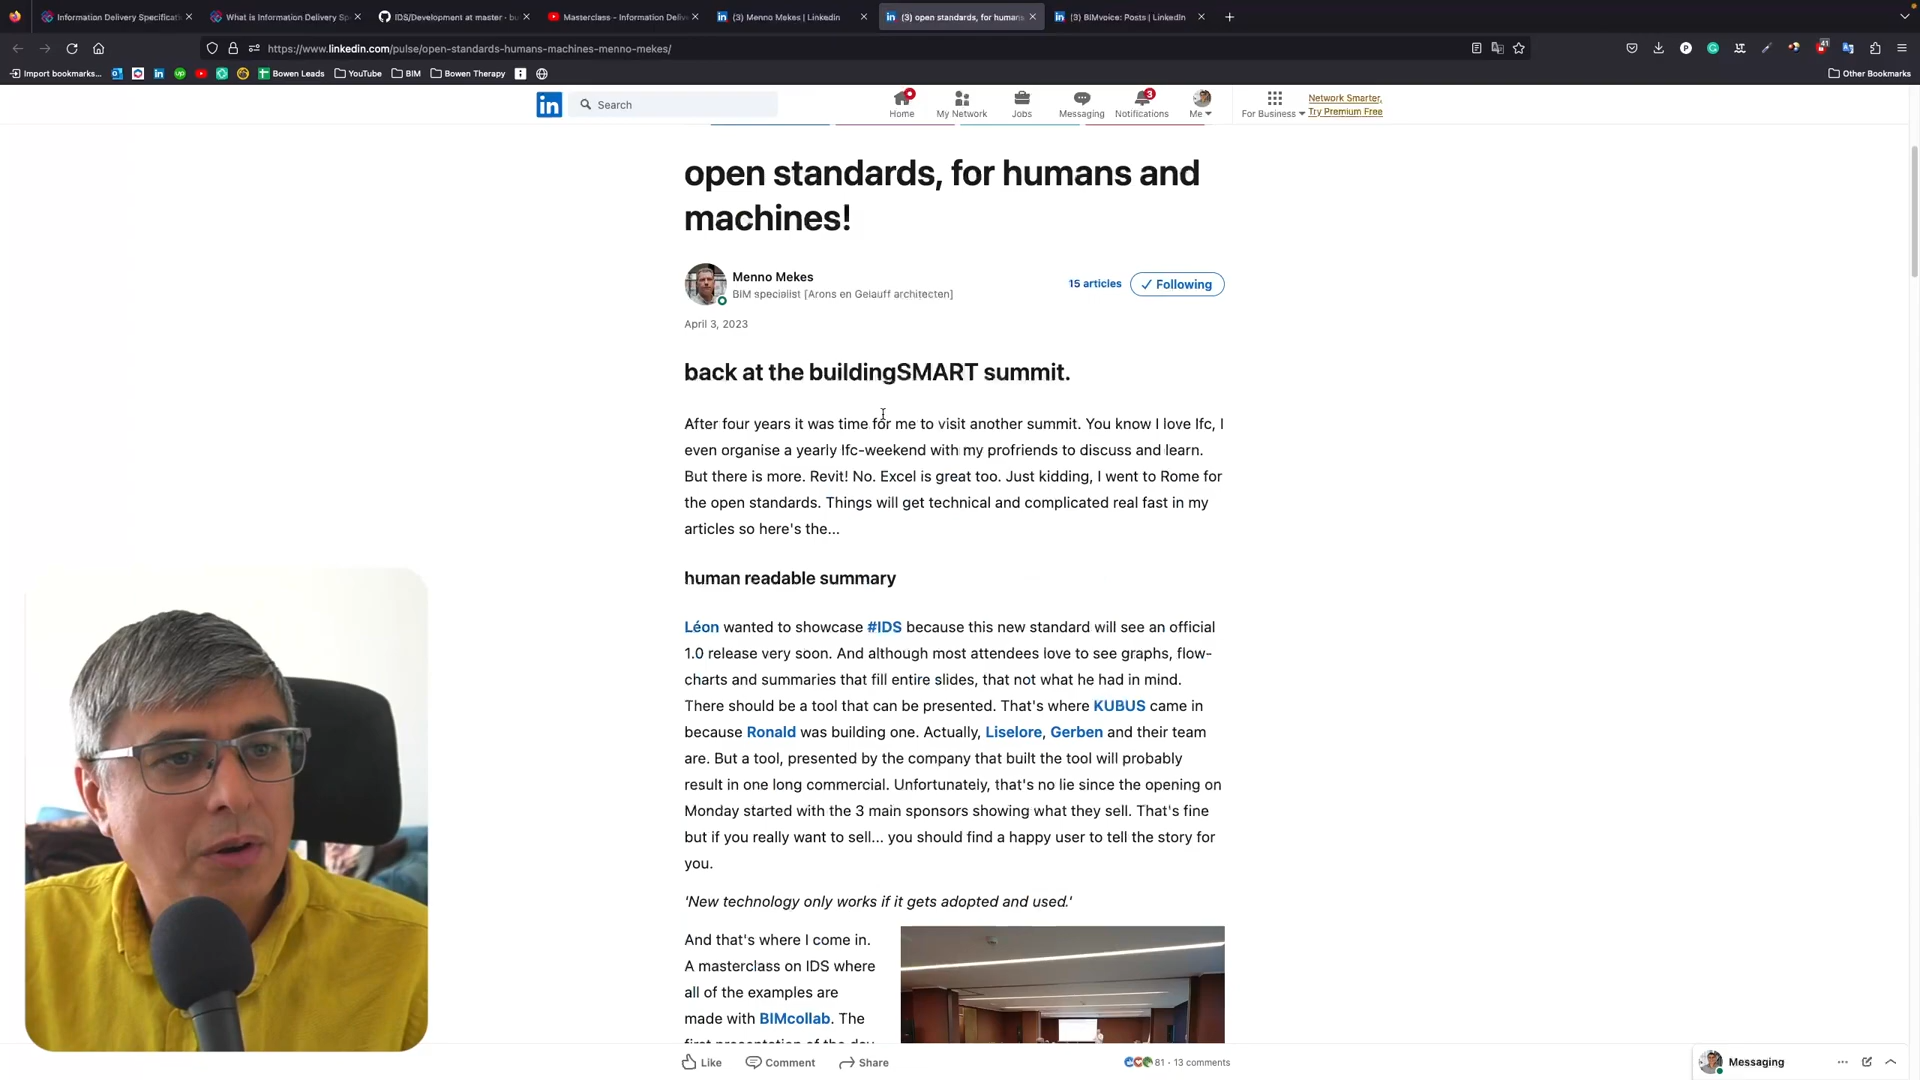 Information Delivery Specificati
What is Information Delivery Sp
IDS/Development at master · bu
Masterclass - Information Delive
(3) Menno Mekes | LinkedIn
(3) open standards, for humans
(3) BIMvoice: Posts | LinkedIn
https://www.linkedin.com/pulse/open-standards-humans-machines-menno-mekes/
41
Import bookmarks...
Bowen Leads
YouTube
BIM
Bowen Therapy
Other Bookmarks
in
Search
Home
My Network
Jobs
Messaging
3
Notifications
Me
For Business
Network Smarter,
Try Premium Free
open standards, for humans and
machines!
Menno Mekes
BIM specialist [Arons en Gelauff architecten]
15 articles
Following
April 3, 2023
back at the buildingSMART summit.
After four years it was time for me to visit another summit. You know I love Ifc, I
even organise a yearly Ifc-weekend with my profriends to discuss and learn.
But there is more. Revit! No. Excel is great too. Just kidding, I went to Rome for
the open standards. Things will get technical and complicated real fast in my
articles so here's the...
human readable summary
Léon wanted to showcase #IDS because this new standard will see an official
1.0 release very soon. And although most attendees love to see graphs, flow-
charts and summaries that fill entire slides, that not what he had in mind.
There should be a tool that can be presented. That's where KUBUS came in
because Ronald was building one. Actually, Liselore, Gerben and their team
are. But a tool, presented by the company that built the tool will probably
result in one long commercial. Unfortunately, that's no lie since the opening on
Monday started with the 3 main sponsors showing what they sell. That's fine
but if you really want to sell... you should find a happy user to tell the story for
you.
'New technology only works if it gets adopted and used.'
And that's where I come in.
A masterclass on IDS where
all of the examples are
made with BIMcollab. The
first presentation of the day
Like
Comment
Share
81 · 13 comments
Messaging